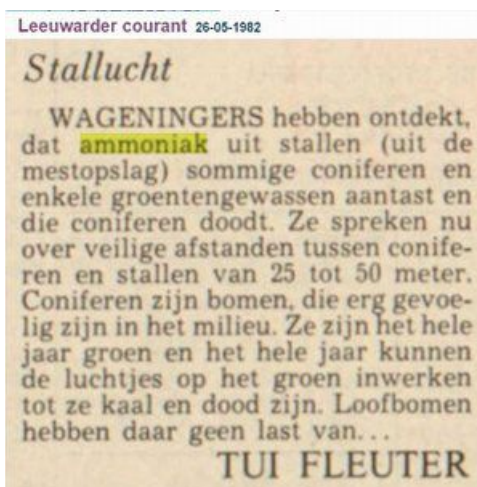 Leeuwarder courant 26-05-1982
Stallucht
WAGENINGERS hebben ontdekt,
dat ammoniak uit stallen (uit de
mestopslag) sommige coniferen en
enkele groentengewassen aantast en
die coniferen doodt. Ze spreken nu
over veilige afstanden tussen conife-
ren en stallen van 25 tot 50 meter.
Coniferen zijn bomen, die erg gevoe-
lig zijn in het milieu. Ze zijn het hele
jaar groen en het hele jaar kunnen
de luchtjes op het groen inwerken
tot ze kaal en dood zijn. Loofbomen
hebben daar geen last van...
TUI FLEUTER